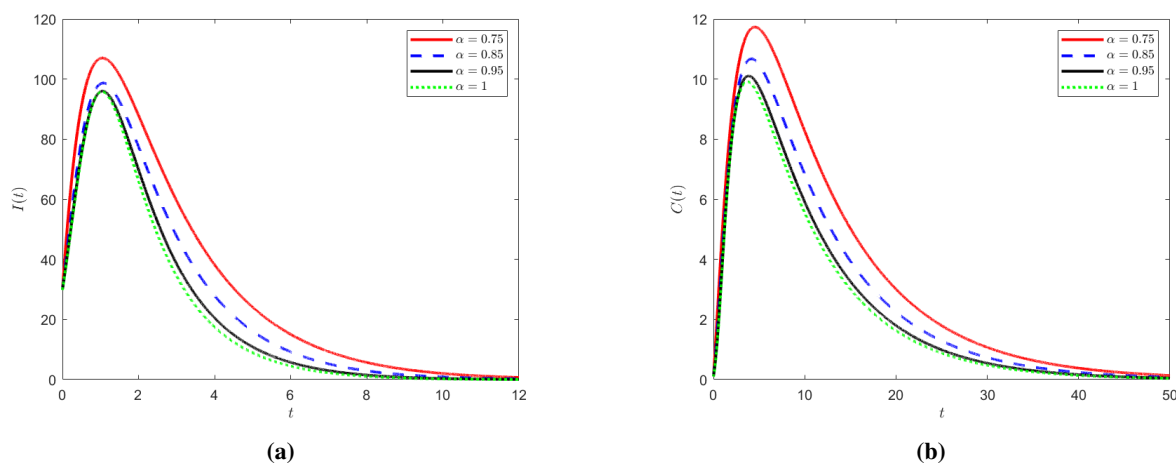 120
100
80
60
40
20
0
I(t)
0 2 4 6 8 10 12
t
α = 0.75
α = 0.85
α = 0.95
α = 1
(a)
12
10
8
6
4
2
0
C(t)
0 10 20 30 40 50
t
α = 0.75
α = 0.85
α = 0.95
α = 1
(b)